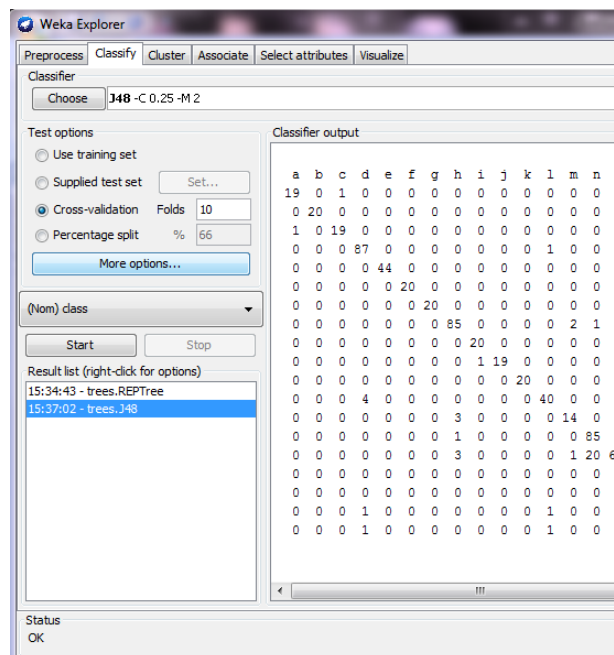 Weka Explorer
Preprocess Classify Cluster Associate Select attributes Visualize
Classifier
Choose J48 -C 0.25 -M 2
Test options
Use training set
Supplied test set Set...
Cross-validation Folds 10
Percentage split % 66
More options...
(Nom) class
Start Stop
Result list (right-click for options)
15:34:43 - trees.REPTree
15:37:02 - trees.J48
Classifier output
a b c d e f g h i j k l m n
19 0 1 0 0 0 0 0 0 0 0 0 0 0
0 20 0 0 0 0 0 0 0 0 0 0 0 0
1 0 19 0 0 0 0 0 0 0 0 0 0 0
0 0 0 87 0 0 0 0 0 0 0 1 0 0
0 0 0 0 44 0 0 0 0 0 0 0 0 0
0 0 0 0 0 20 0 0 0 0 0 0 0 0
0 0 0 0 0 0 20 0 0 0 0 0 0 0
0 0 0 0 0 0 0 85 0 0 0 0 2 1
0 0 0 0 0 0 0 0 20 0 0 0 0 0
0 0 0 0 0 0 0 0 1 19 0 0 0 0
0 0 0 0 0 0 0 0 0 0 20 0 0 0
0 0 0 4 0 0 0 0 0 0 0 40 0 0
0 0 0 0 0 0 0 3 0 0 0 0 14 0
0 0 0 0 0 0 0 1 0 0 0 0 0 85
0 0 0 0 0 0 0 3 0 0 0 0 1 20 6
0 0 0 0 0 0 0 0 0 0 0 0 0 0
0 0 0 0 0 0 0 0 0 0 0 0 0 0
0 0 0 1 0 0 0 0 0 0 0 1 0 0
0 0 0 1 0 0 0 0 0 0 0 1 0 0
Status
OK